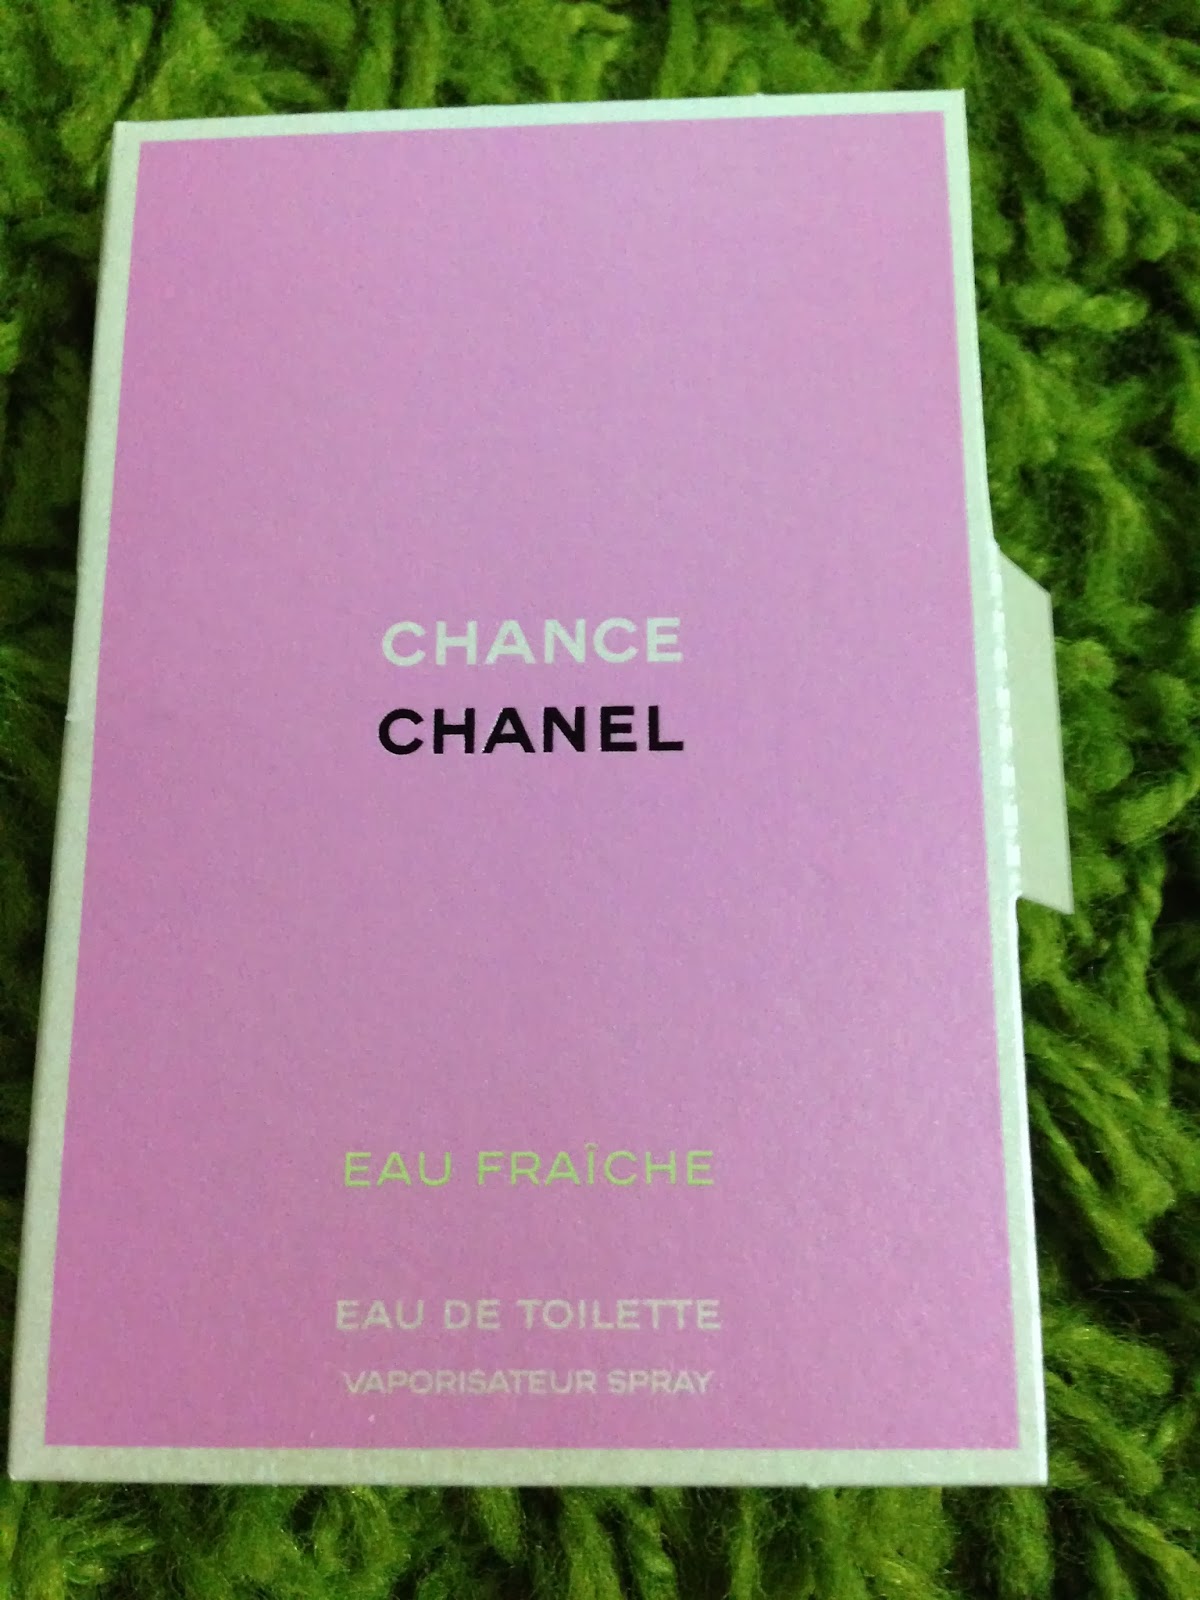 CHANCE
CHANEL
EAU FRAÎCHE
EAU DE TOILETTE
VAPORISATEUR SPRAY